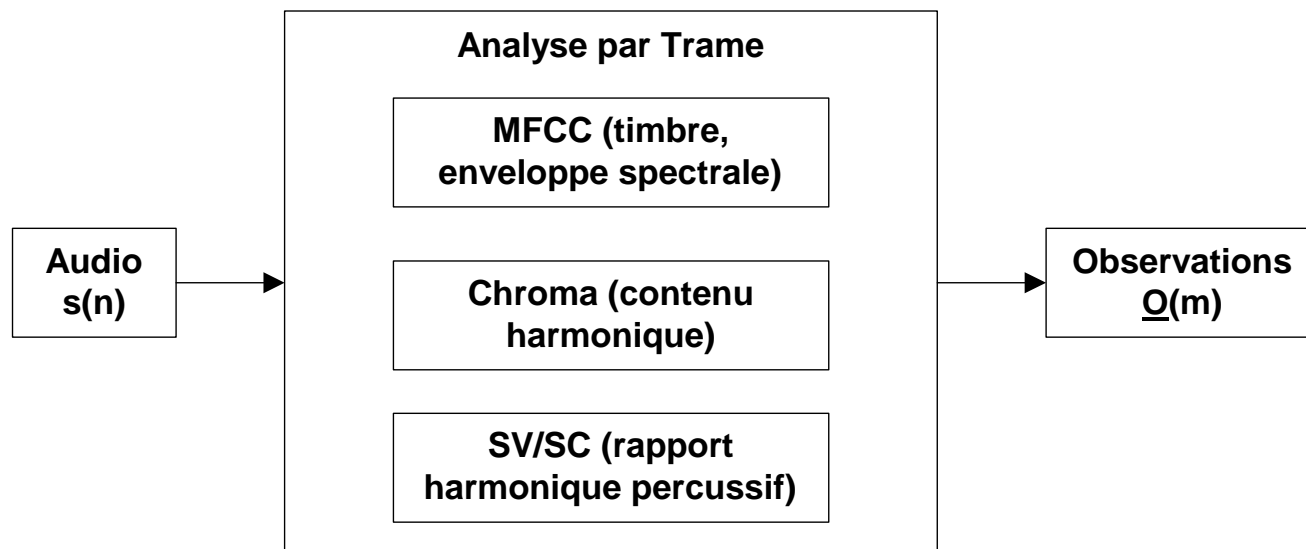 Analyse par Trame
MFCC (timbre,
enveloppe spectrale)
Audio
s(n)
Chroma (contenu
harmonique)
SV/SC (rapport
harmonique percussif)
Observations
O(m)